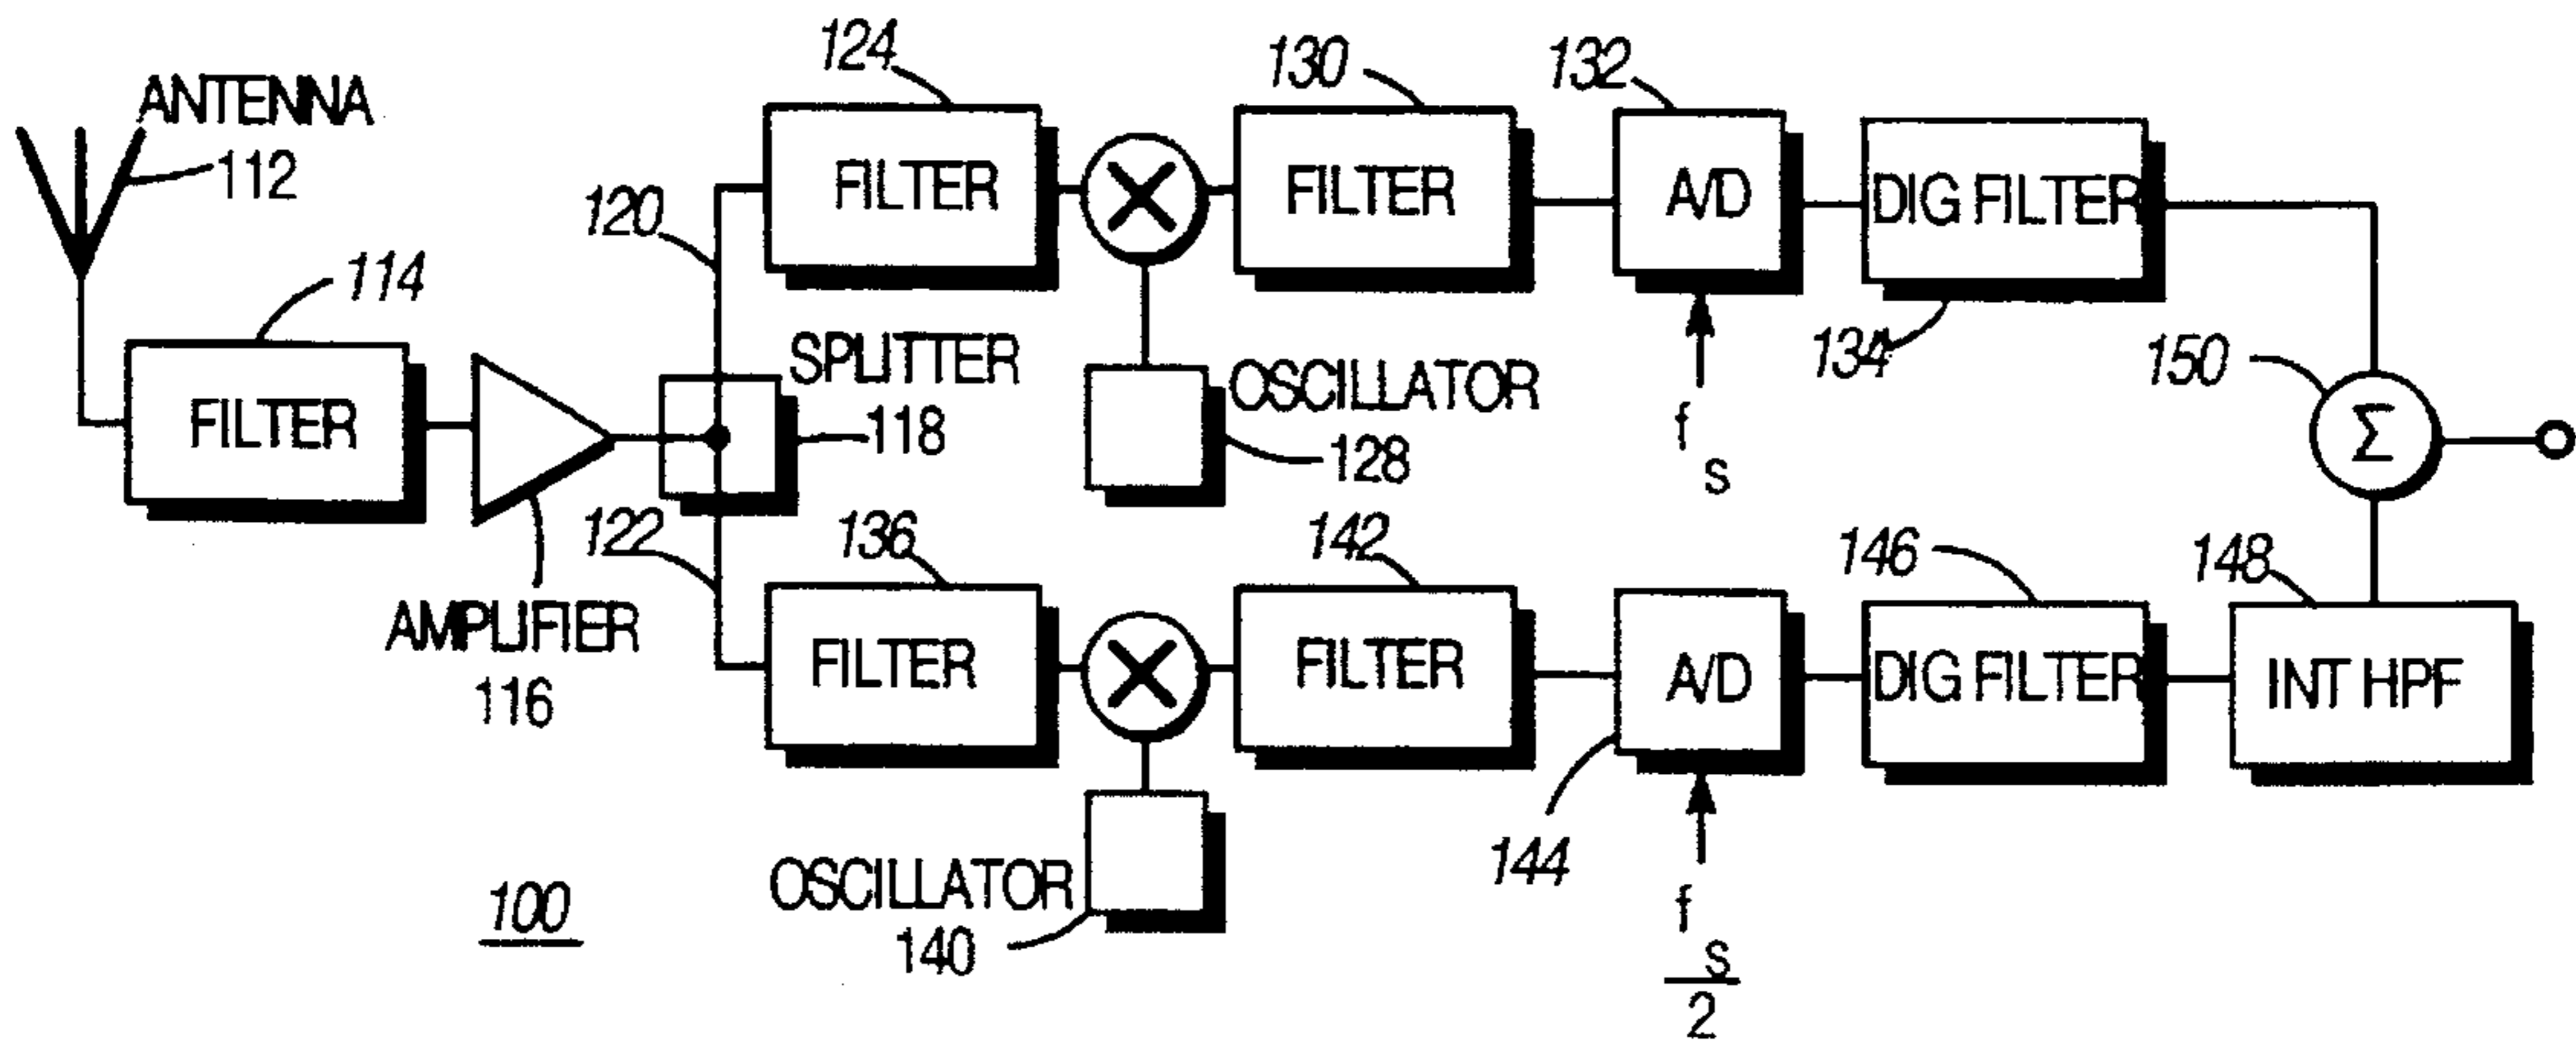 ANTENNA
112
114
FILTER
AMPLIFIER
116
SPLITTER
118
120
122
124
FILTER
OSCILLATOR
128
130
FILTER
132
A/D
f
S
DIG FILTER
134
150
Σ
136
FILTER
OSCILLATOR
140
142
FILTER
A/D
144
f
S
2
146
DIG FILTER
148
INT HPF
100